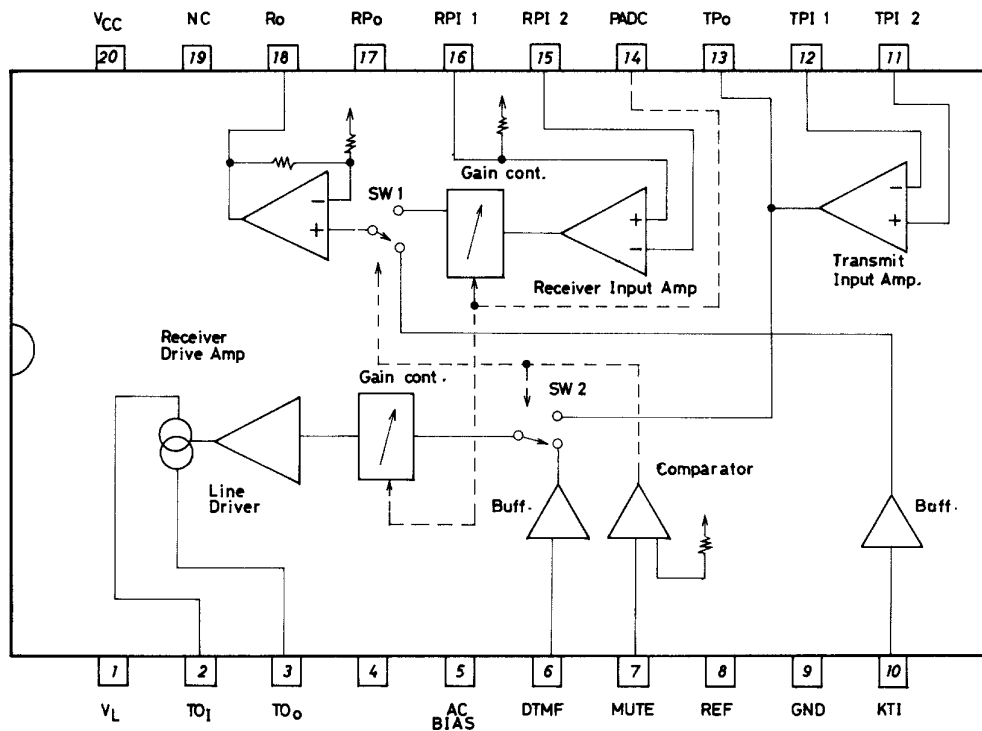 VCC NC Ro RPo RPI 1 RPI 2 PADC TPo TPI 1 TPI 2
20 19 18 17 16 15 14 13 12 11
Gain cont.
SW 1
−
+
+
−
−
+
Receiver Input Amp
Transmit
Input Amp.
Receiver
Drive Amp
Gain cont.
SW 2
Comparator
Line
Driver
Buff.
Buff.
1 2 3 4 5 6 7 8 9 10
VL TOI TOo AC BIAS DTMF MUTE REF GND KTI